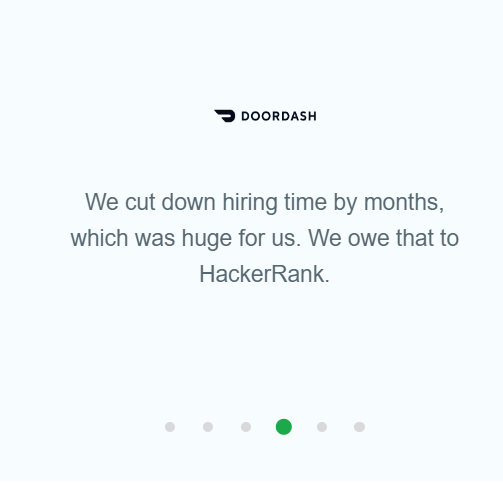 DOORDASH
We cut down hiring time by months,
which was huge for us. We owe that to
HackerRank.